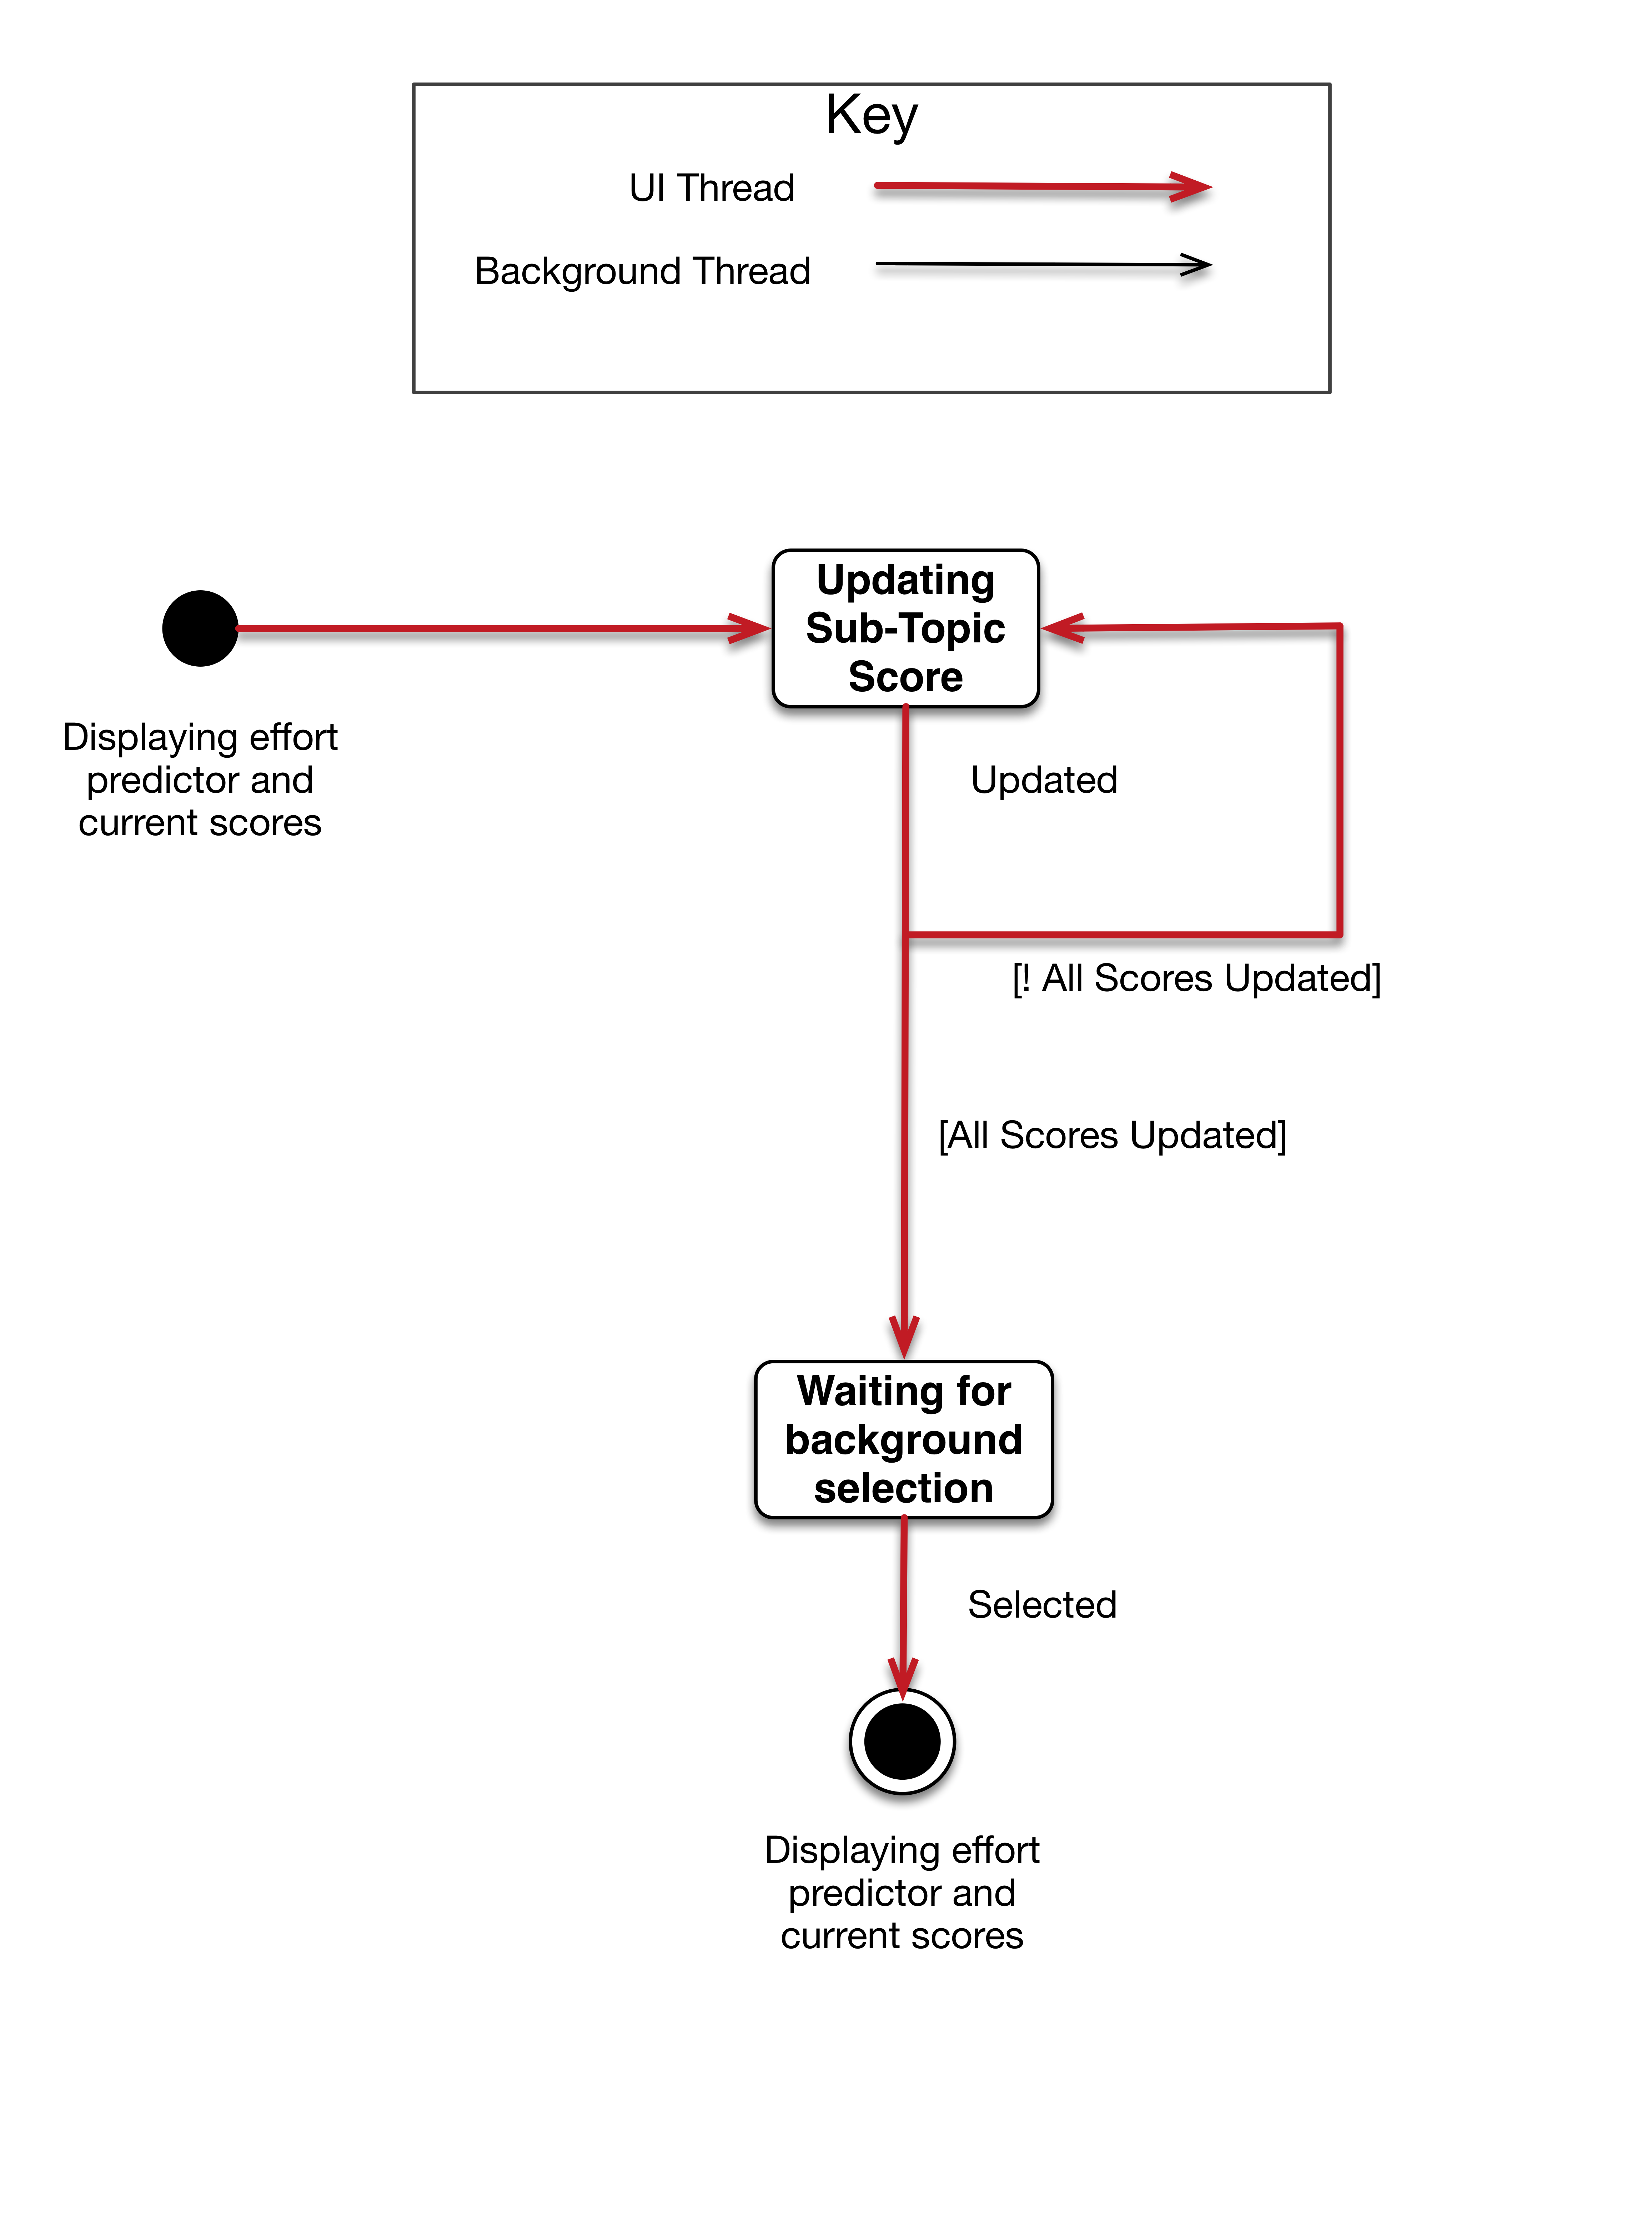 Key
UI Thread
Background Thread
Updating
Sub-Topic
Score
Displaying effort
predictor and
current scores
Updated
[! All Scores Updated]
[All Scores Updated]
Waiting for
background
selection
Selected
Displaying effort
predictor and
current scores